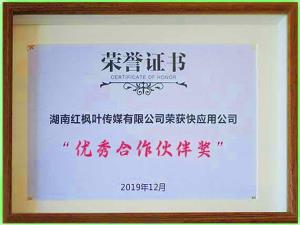 荣誉证书
CERTIFICATE OF HONOR
湖南红枫叶传媒有限公司荣获快应用公司
“优秀合作伙伴奖”
2019年12月